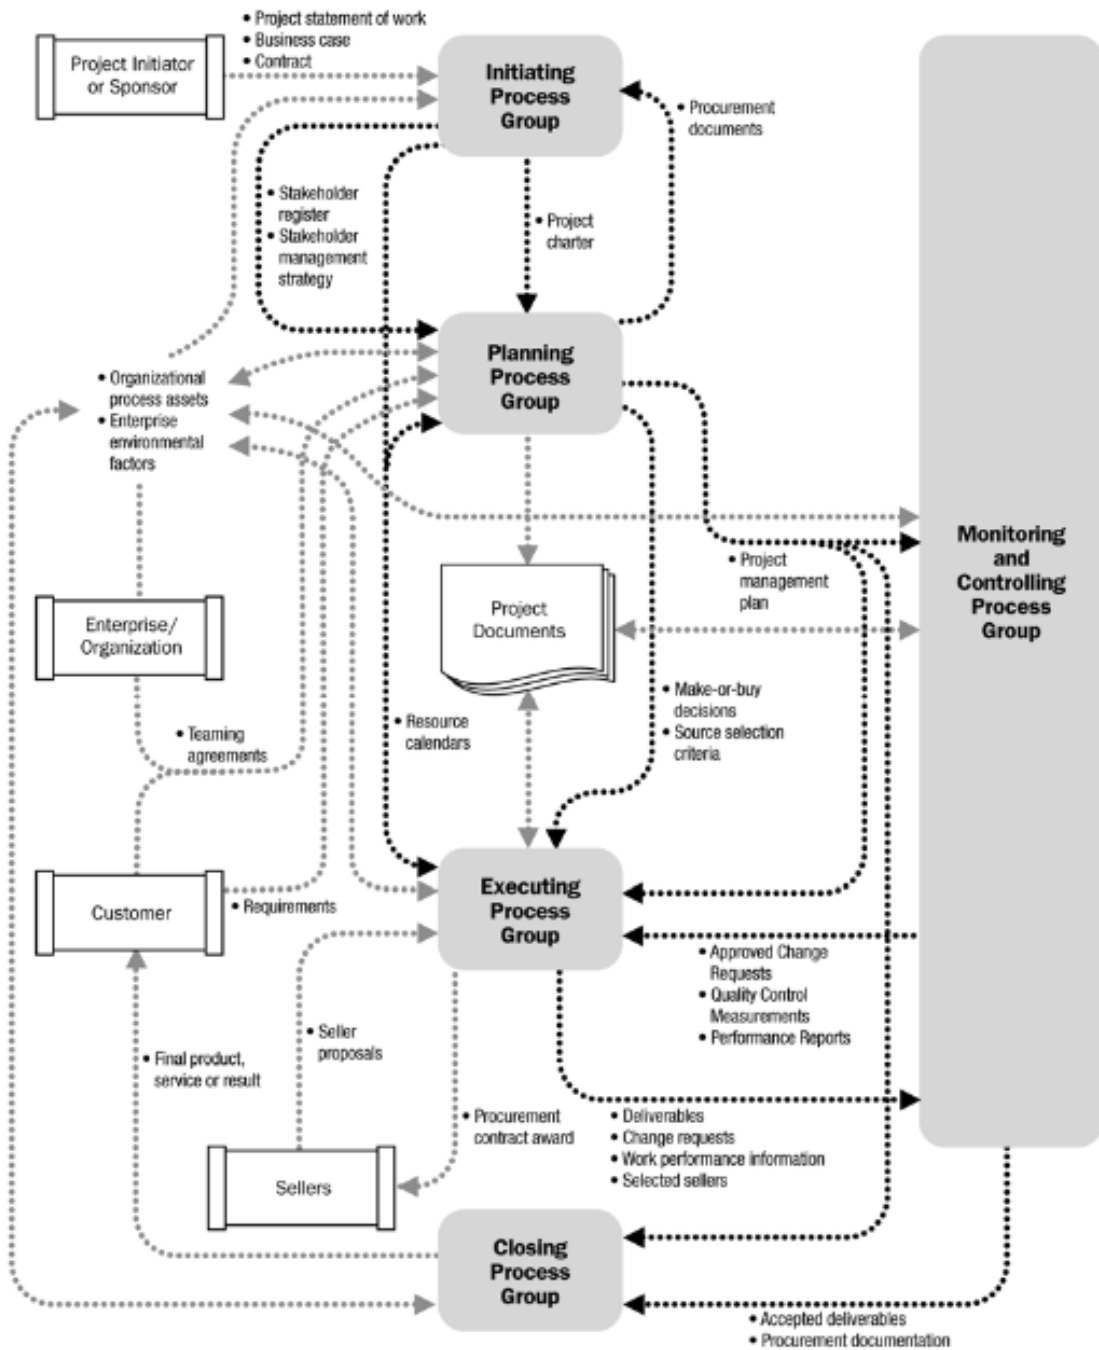 • Project statement of work
• Business case
• Contract
Project Initiator
or Sponsor
Initiating
Process
Group
• Procurement
documents
• Stakeholder
register
• Stakeholder
management
strategy
• Project
charter
Planning
Process
Group
• Organizational
process assets
• Enterprise
environmental
factors
Monitoring
and
Controlling
Process
Group
• Project
management
plan
Project
Documents
Enterprise/
Organization
• Make-or-buy
decisions
• Source selection
criteria
• Resource
calendars
• Teaming
agreements
Executing
Process
Group
Customer
• Requirements
• Approved Change
Requests
• Quality Control
Measurements
• Performance Reports
• Seller
proposals
• Final product,
service or result
• Procurement
contract award
• Deliverables
• Change requests
• Work performance information
• Selected sellers
Sellers
Closing
Process
Group
• Accepted deliverables
• Procurement documentation